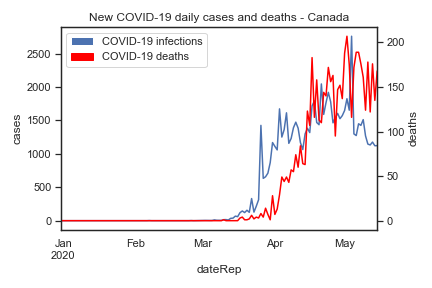 New COVID-19 daily cases and deaths - Canada
COVID-19 infections
COVID-19 deaths
2500
2000
1500
1000
500
0
cases
200
150
100
50
0
deaths
Jan
2020
Feb
Mar
Apr
May
dateRep